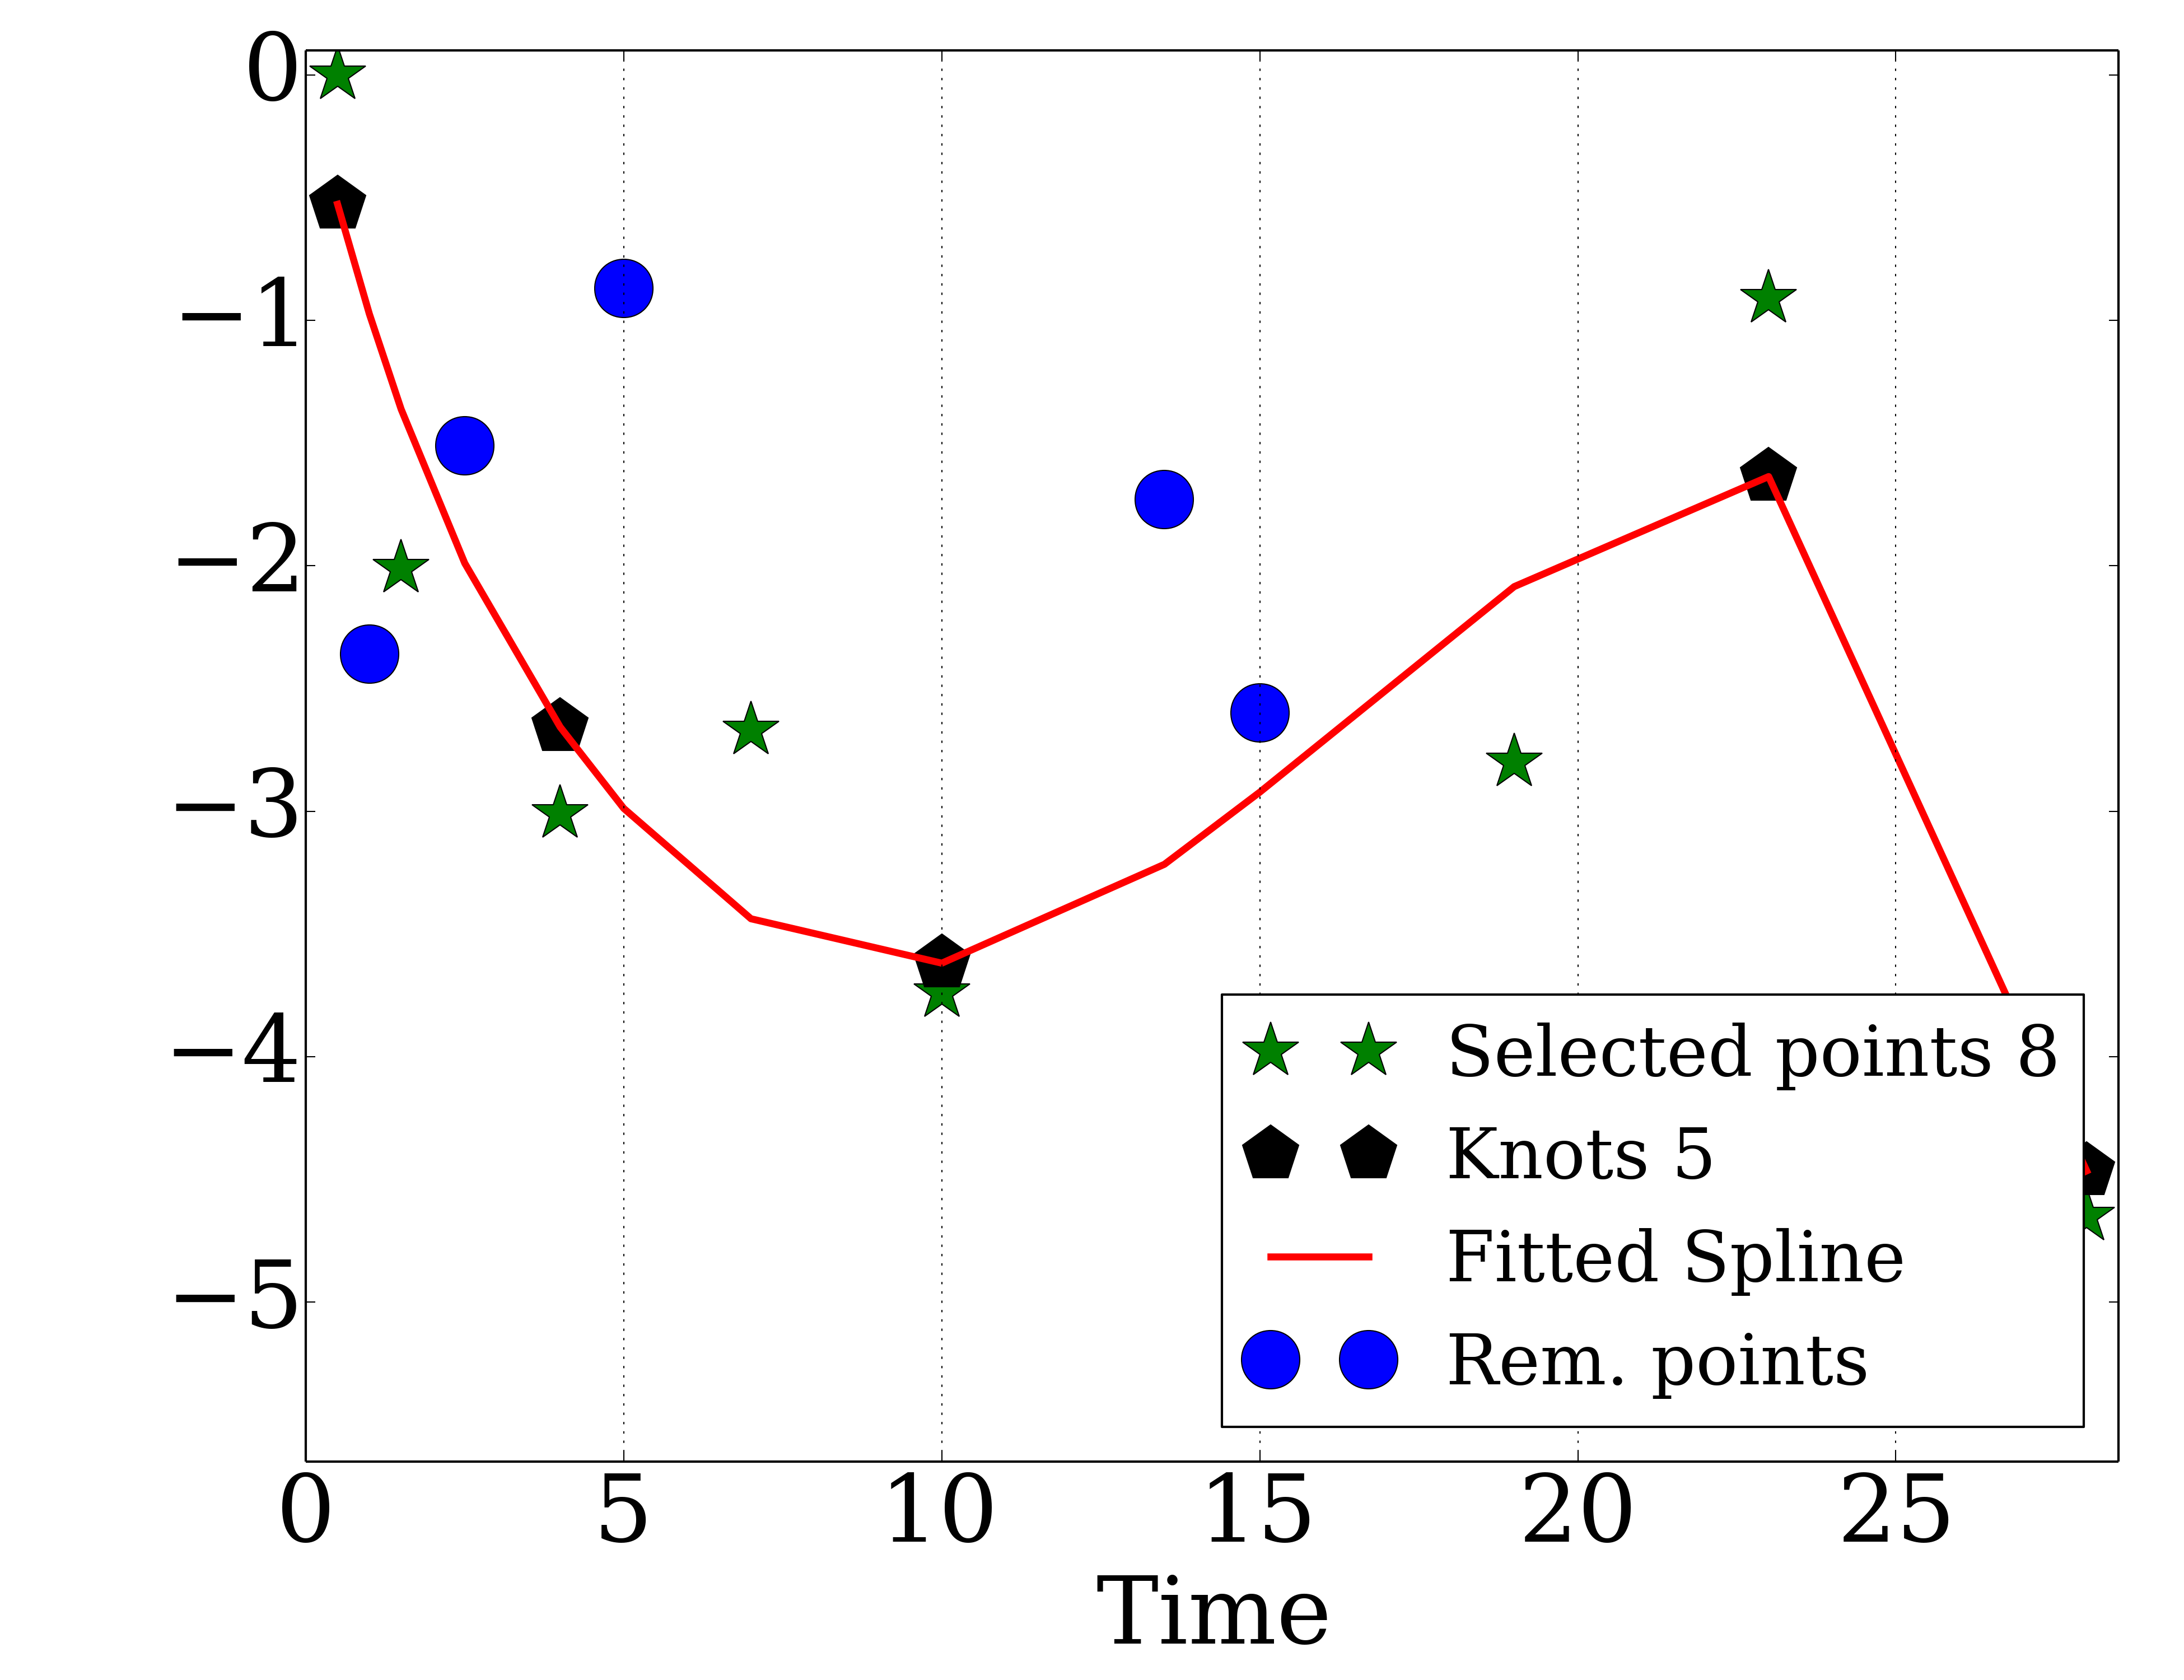 0
−1
−2
−3
−4
−5
Selected points 8
Knots 5
Fitted Spline
Rem. points
0 5 10 15 20 25
Time